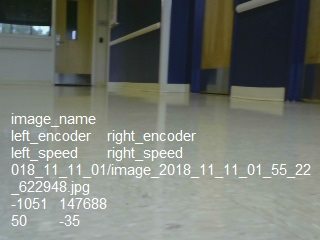 image_name
left_encoder right_encoder
left_speed right_speed
018_11_11_01/image_2018_11_11_01_55_22
_622948.jpg
-1051 147688
50 -35